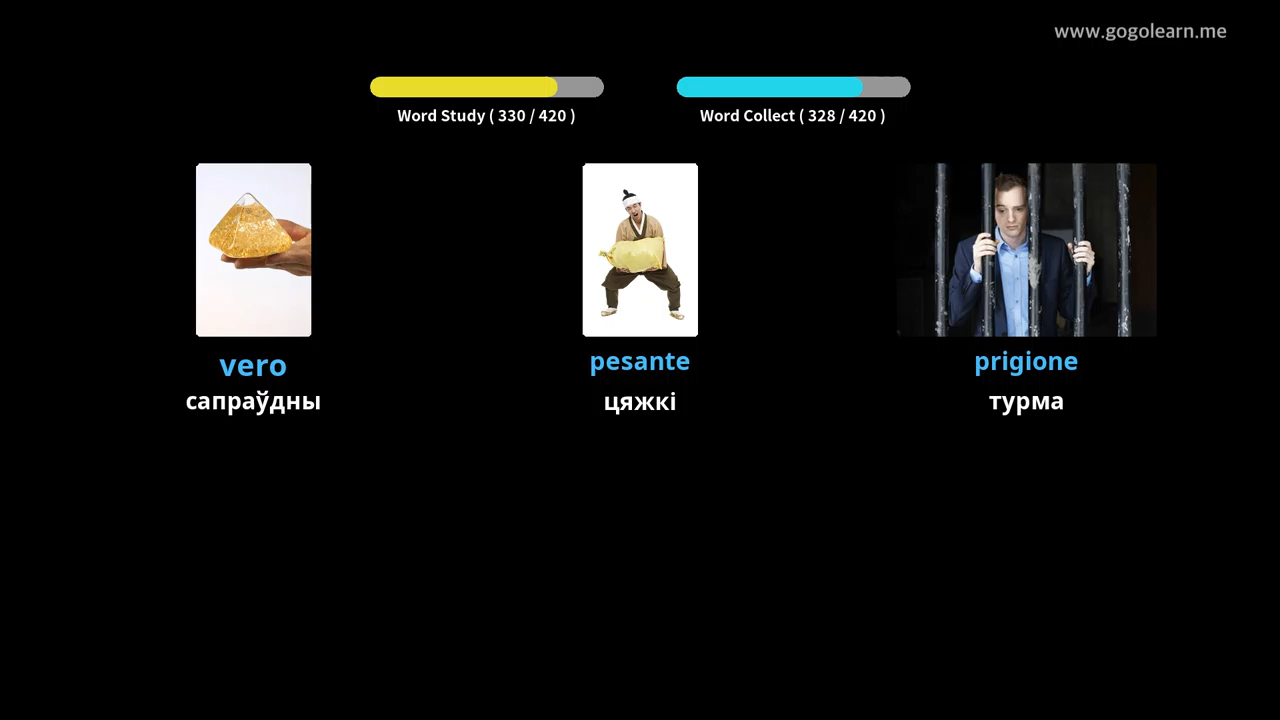 www.gogolearn.me
Word Study ( 330 / 420 )
Word Collect ( 328 / 420 )
vero
сапраўдны
pesante
цяжкі
prigione
турма